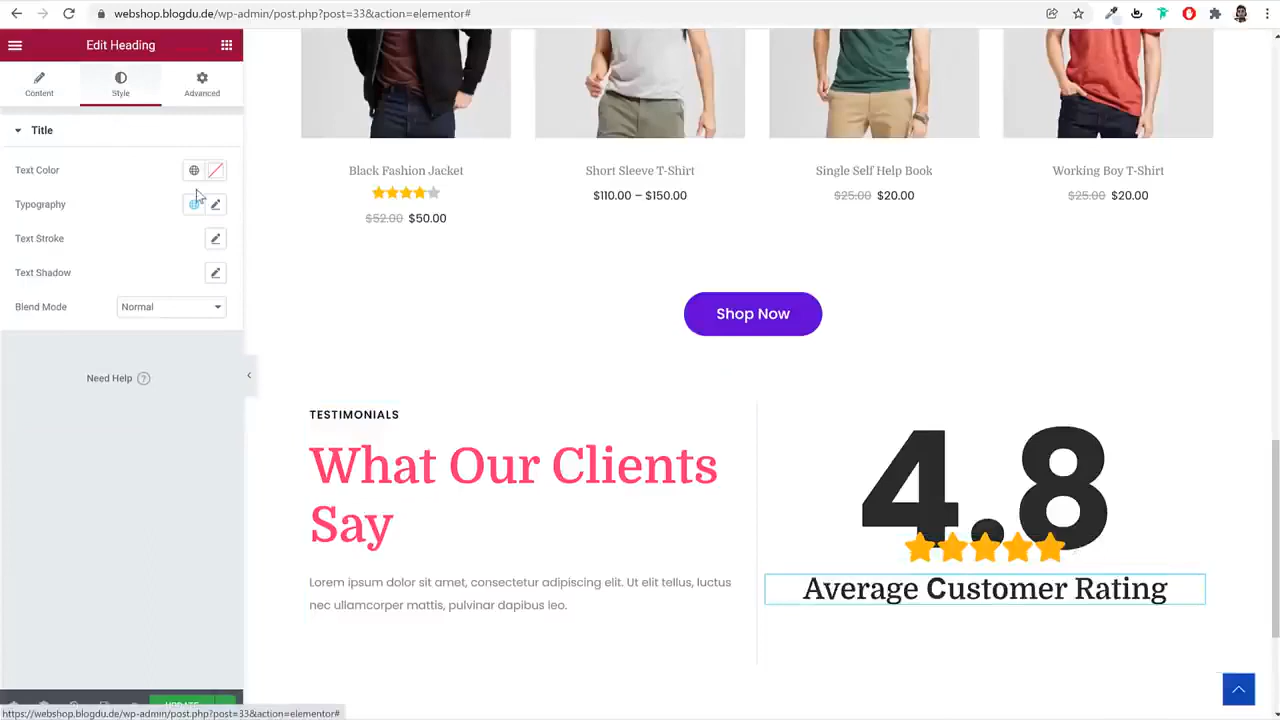 webshop.blogdu.de/wp-admin/post.php?post=33&action=elementor#
Edit Heading
Content
Style
Advanced
Title
Text Color
Typography
Text Stroke
Text Shadow
Blend Mode
Normal
Need Help ?
UPDATE
https://webshop.blogdu.de/wp-admin/post.php?post=33&action=elementor#
Black Fashion Jacket
$52.00 $50.00
Short Sleeve T-Shirt
$110.00 – $150.00
Single Self Help Book
$25.00 $20.00
Working Boy T-Shirt
$25.00 $20.00
Shop Now
TESTIMONIALS
What Our Clients
Say
Lorem ipsum dolor sit amet, consectetur adipiscing elit. Ut elit tellus, luctus
nec ullamcorper mattis, pulvinar dapibus leo.
4.8
Average Customer Rating